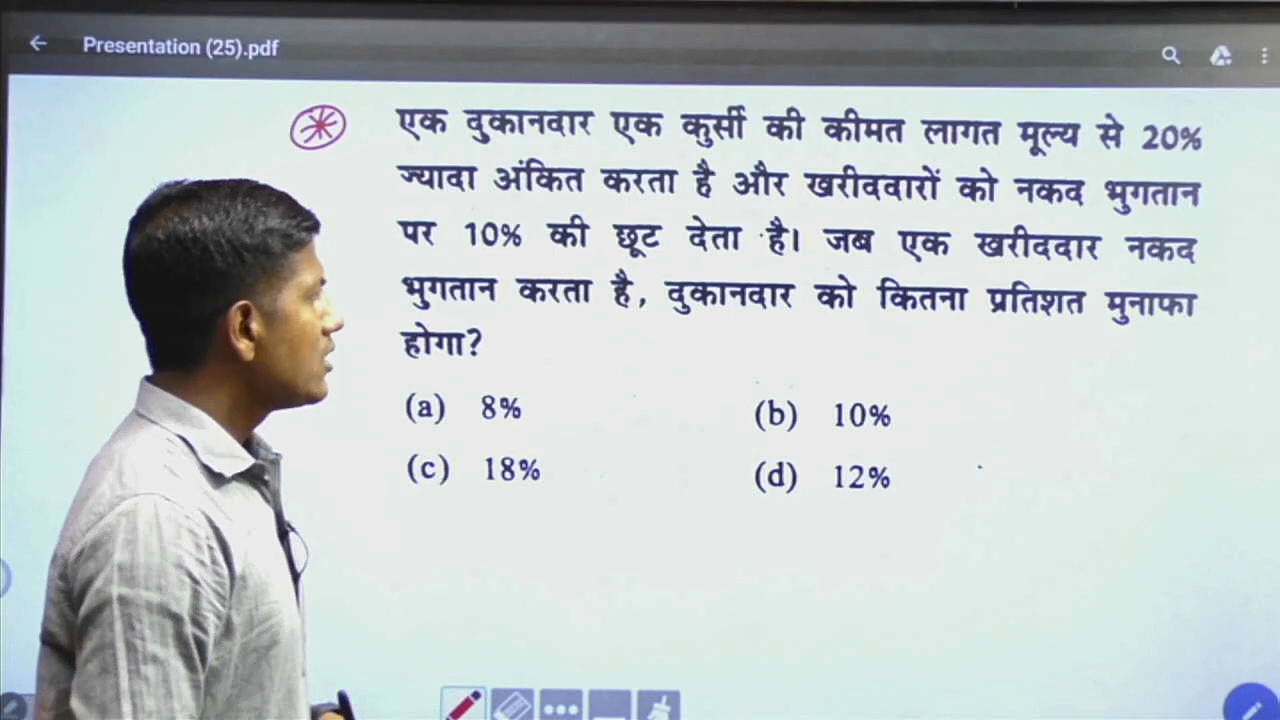 Presentation (25).pdf
एक दुकानदार एक कुर्सी की कीमत लागत मूल्य से 20%
ज्यादा अंकित करता है और खरीददारों को नकद भुगतान
पर 10% की छूट देता है। जब एक खरीददार नकद
भुगतान करता है, दुकानदार को कितना प्रतिशत मुनाफा
होगा?
(a) 8% (b) 10%
(c) 18% (d) 12%